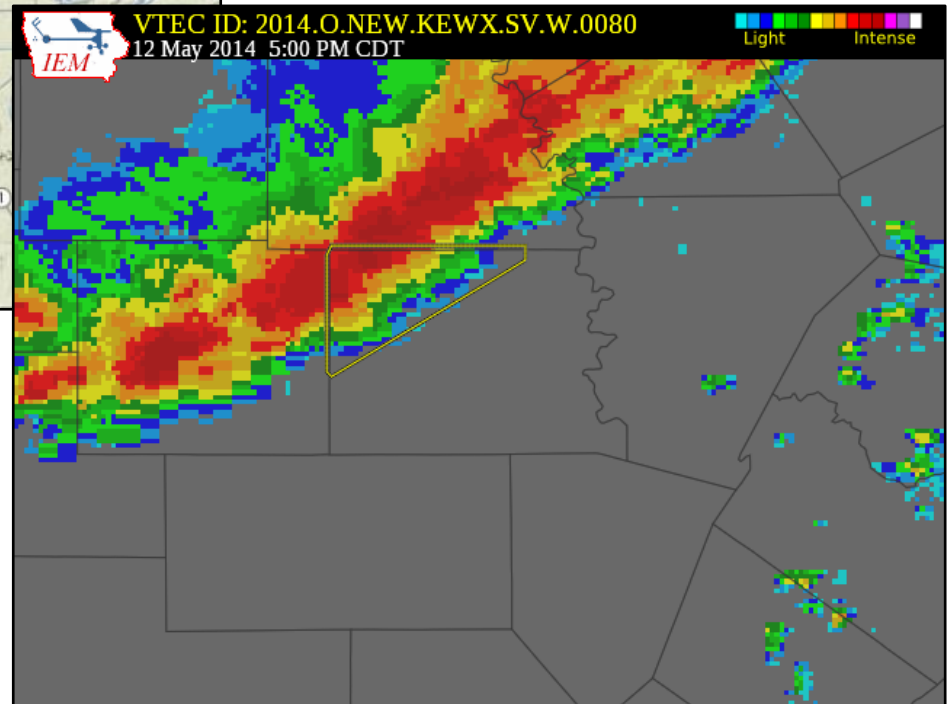 VTEC ID: 2014.O.NEW.KEWX.SV.W.0080
12 May 2014 5:00 PM CDT
IEM
Light
Intense